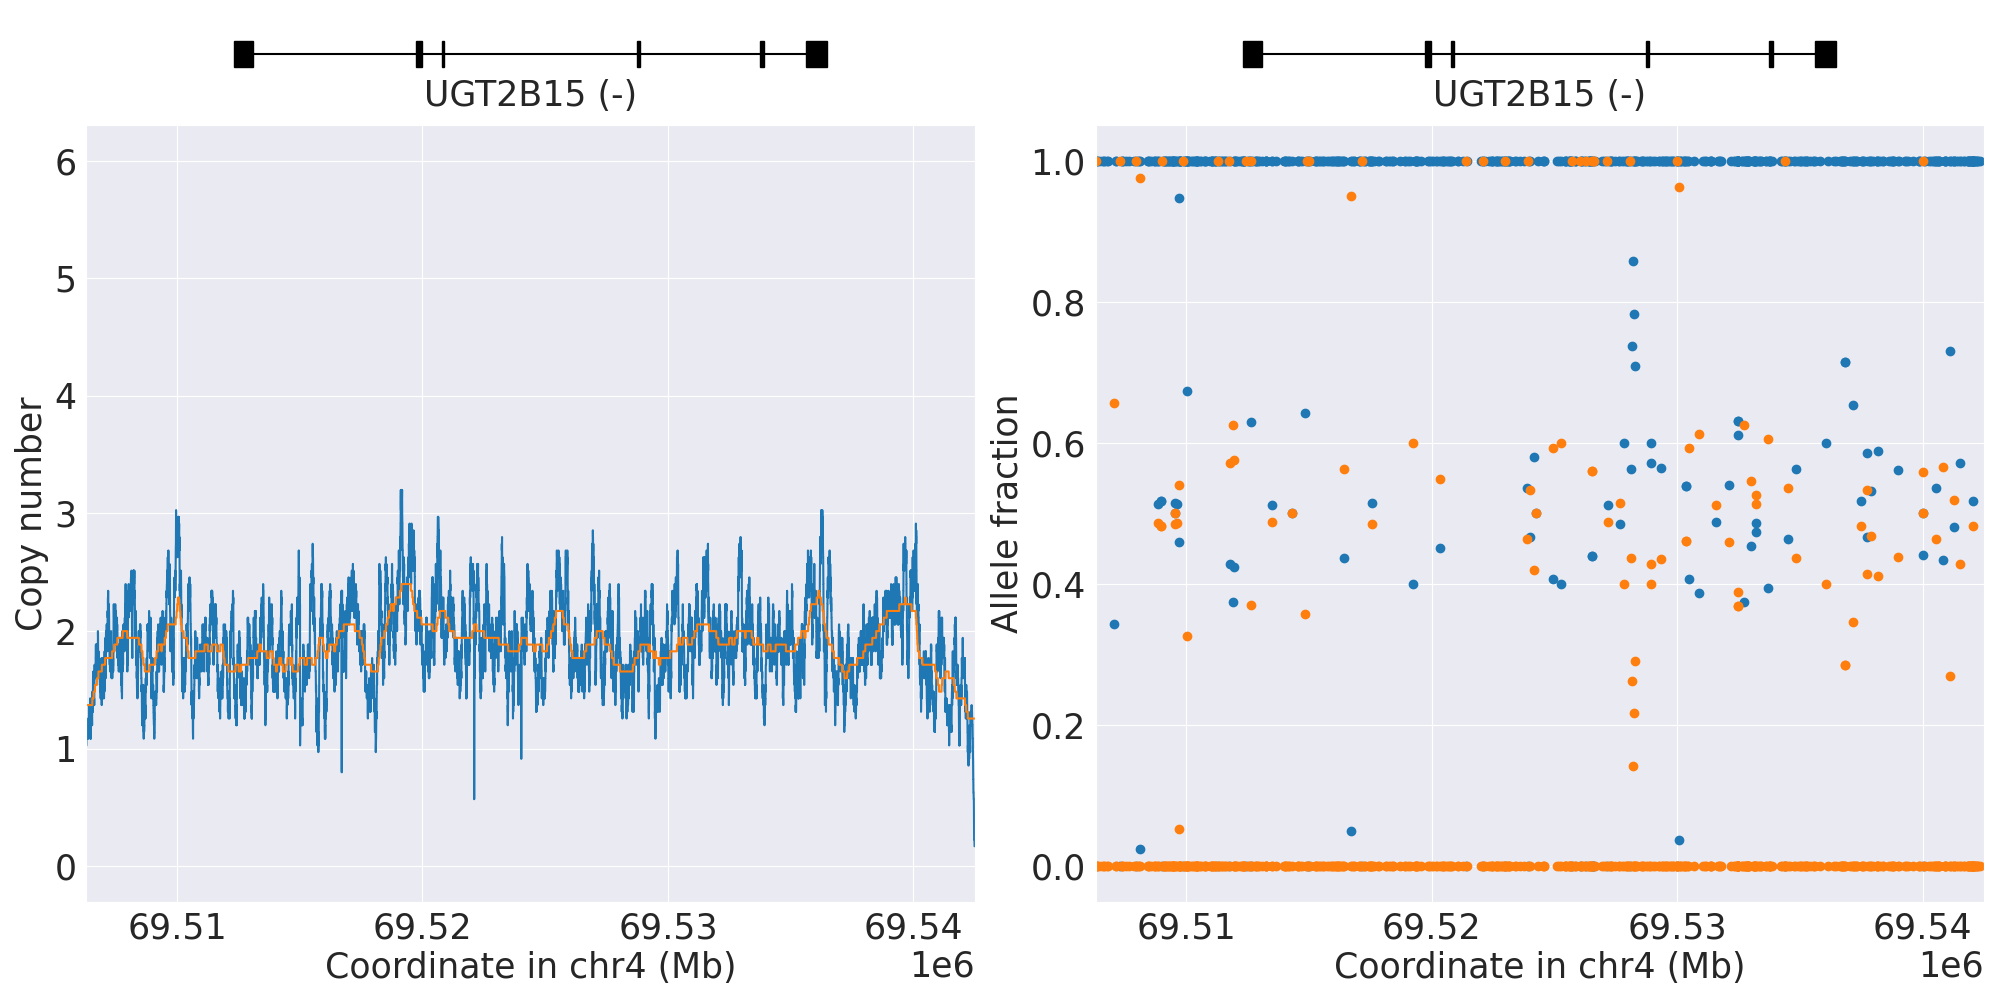 UGT2B15 (-)
6
5
4
3
2
1
0
Copy number
69.51 69.52 69.53 69.54
Coordinate in chr4 (Mb) 1e6
UGT2B15 (-)
1.0
0.8
0.6
0.4
0.2
0.0
Allele fraction
69.51 69.52 69.53 69.54
Coordinate in chr4 (Mb) 1e6